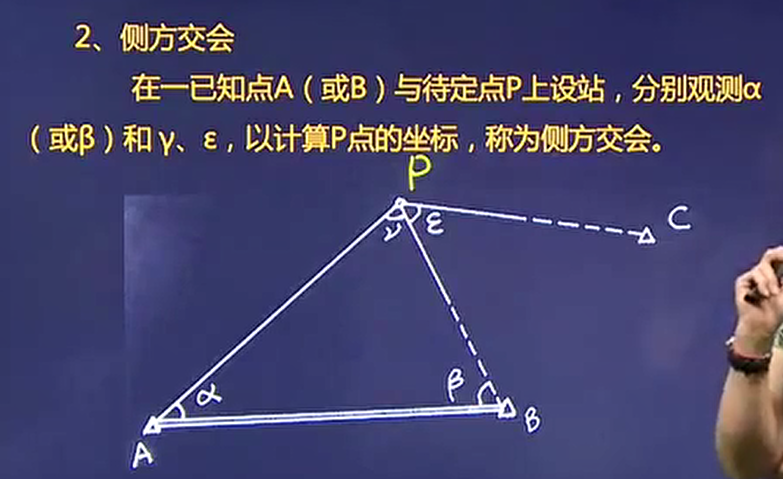 2、侧方交会
在一已知点A（或B）与待定点P上设站，分别观测α
（或β）和 γ、ε，以计算P点的坐标，称为侧方交会。
P
C
γ ε
α
β
A
B